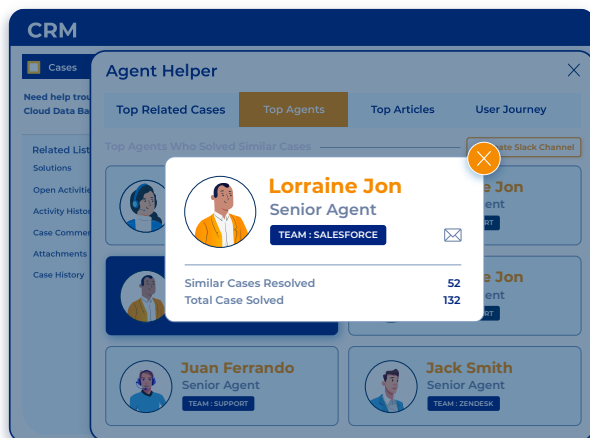 CRM
Cases
Agent Helper
Need help trou
Cloud Data Ba
Top Related Cases
Top Agents
Top Articles
User Journey
Top Agents Who Solved Similar Cases
ate Slack Channel
Related List
Solutions
Open Activitie
Activity Histor
Case Commen
Attachments
Case History
Lorraine Jon
Senior Agent
TEAM : SALESFORCE
Similar Cases Resolved 52
Total Case Solved 132
e Jon
ent
RT
e Jon
ent
RT
Juan Ferrando
Senior Agent
TEAM : SUPPORT
Jack Smith
Senior Agent
TEAM : ZENDESK